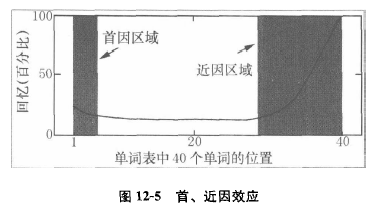 100
首因区域
回忆(百分比)
50
近因区域
0
1
20
40
单词表中40个单词的位置
图 12-5 首、近因效应